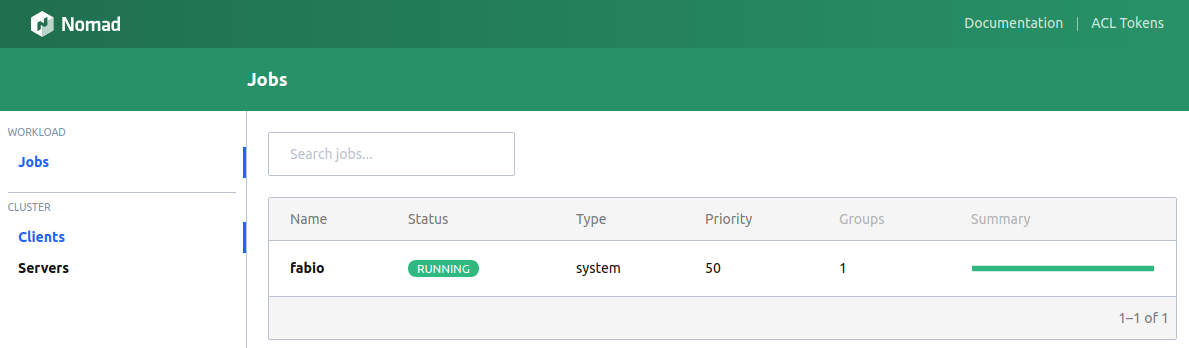 Nomad
Documentation | ACL Tokens
Jobs
WORKLOAD
Jobs
CLUSTER
Clients
Servers
Search jobs...
Name Status Type Priority Groups Summary
fabio RUNNING system 50 1
1–1 of 1